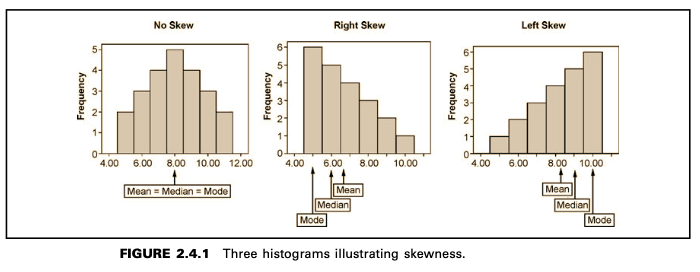 No Skew
Right Skew
Left Skew
Frequency
5
4
3
2
1
0
4.00 6.00 8.00 10.00 12.00
Mean = Median = Mode
Frequency
6
5
4
3
2
1
0
4.00 6.00 8.00 10.00
Mean
Median
Mode
Frequency
6
5
4
3
2
1
0
4.00 6.00 8.00 10.00
Mean
Median
Mode
FIGURE 2.4.1 Three histograms illustrating skewness.